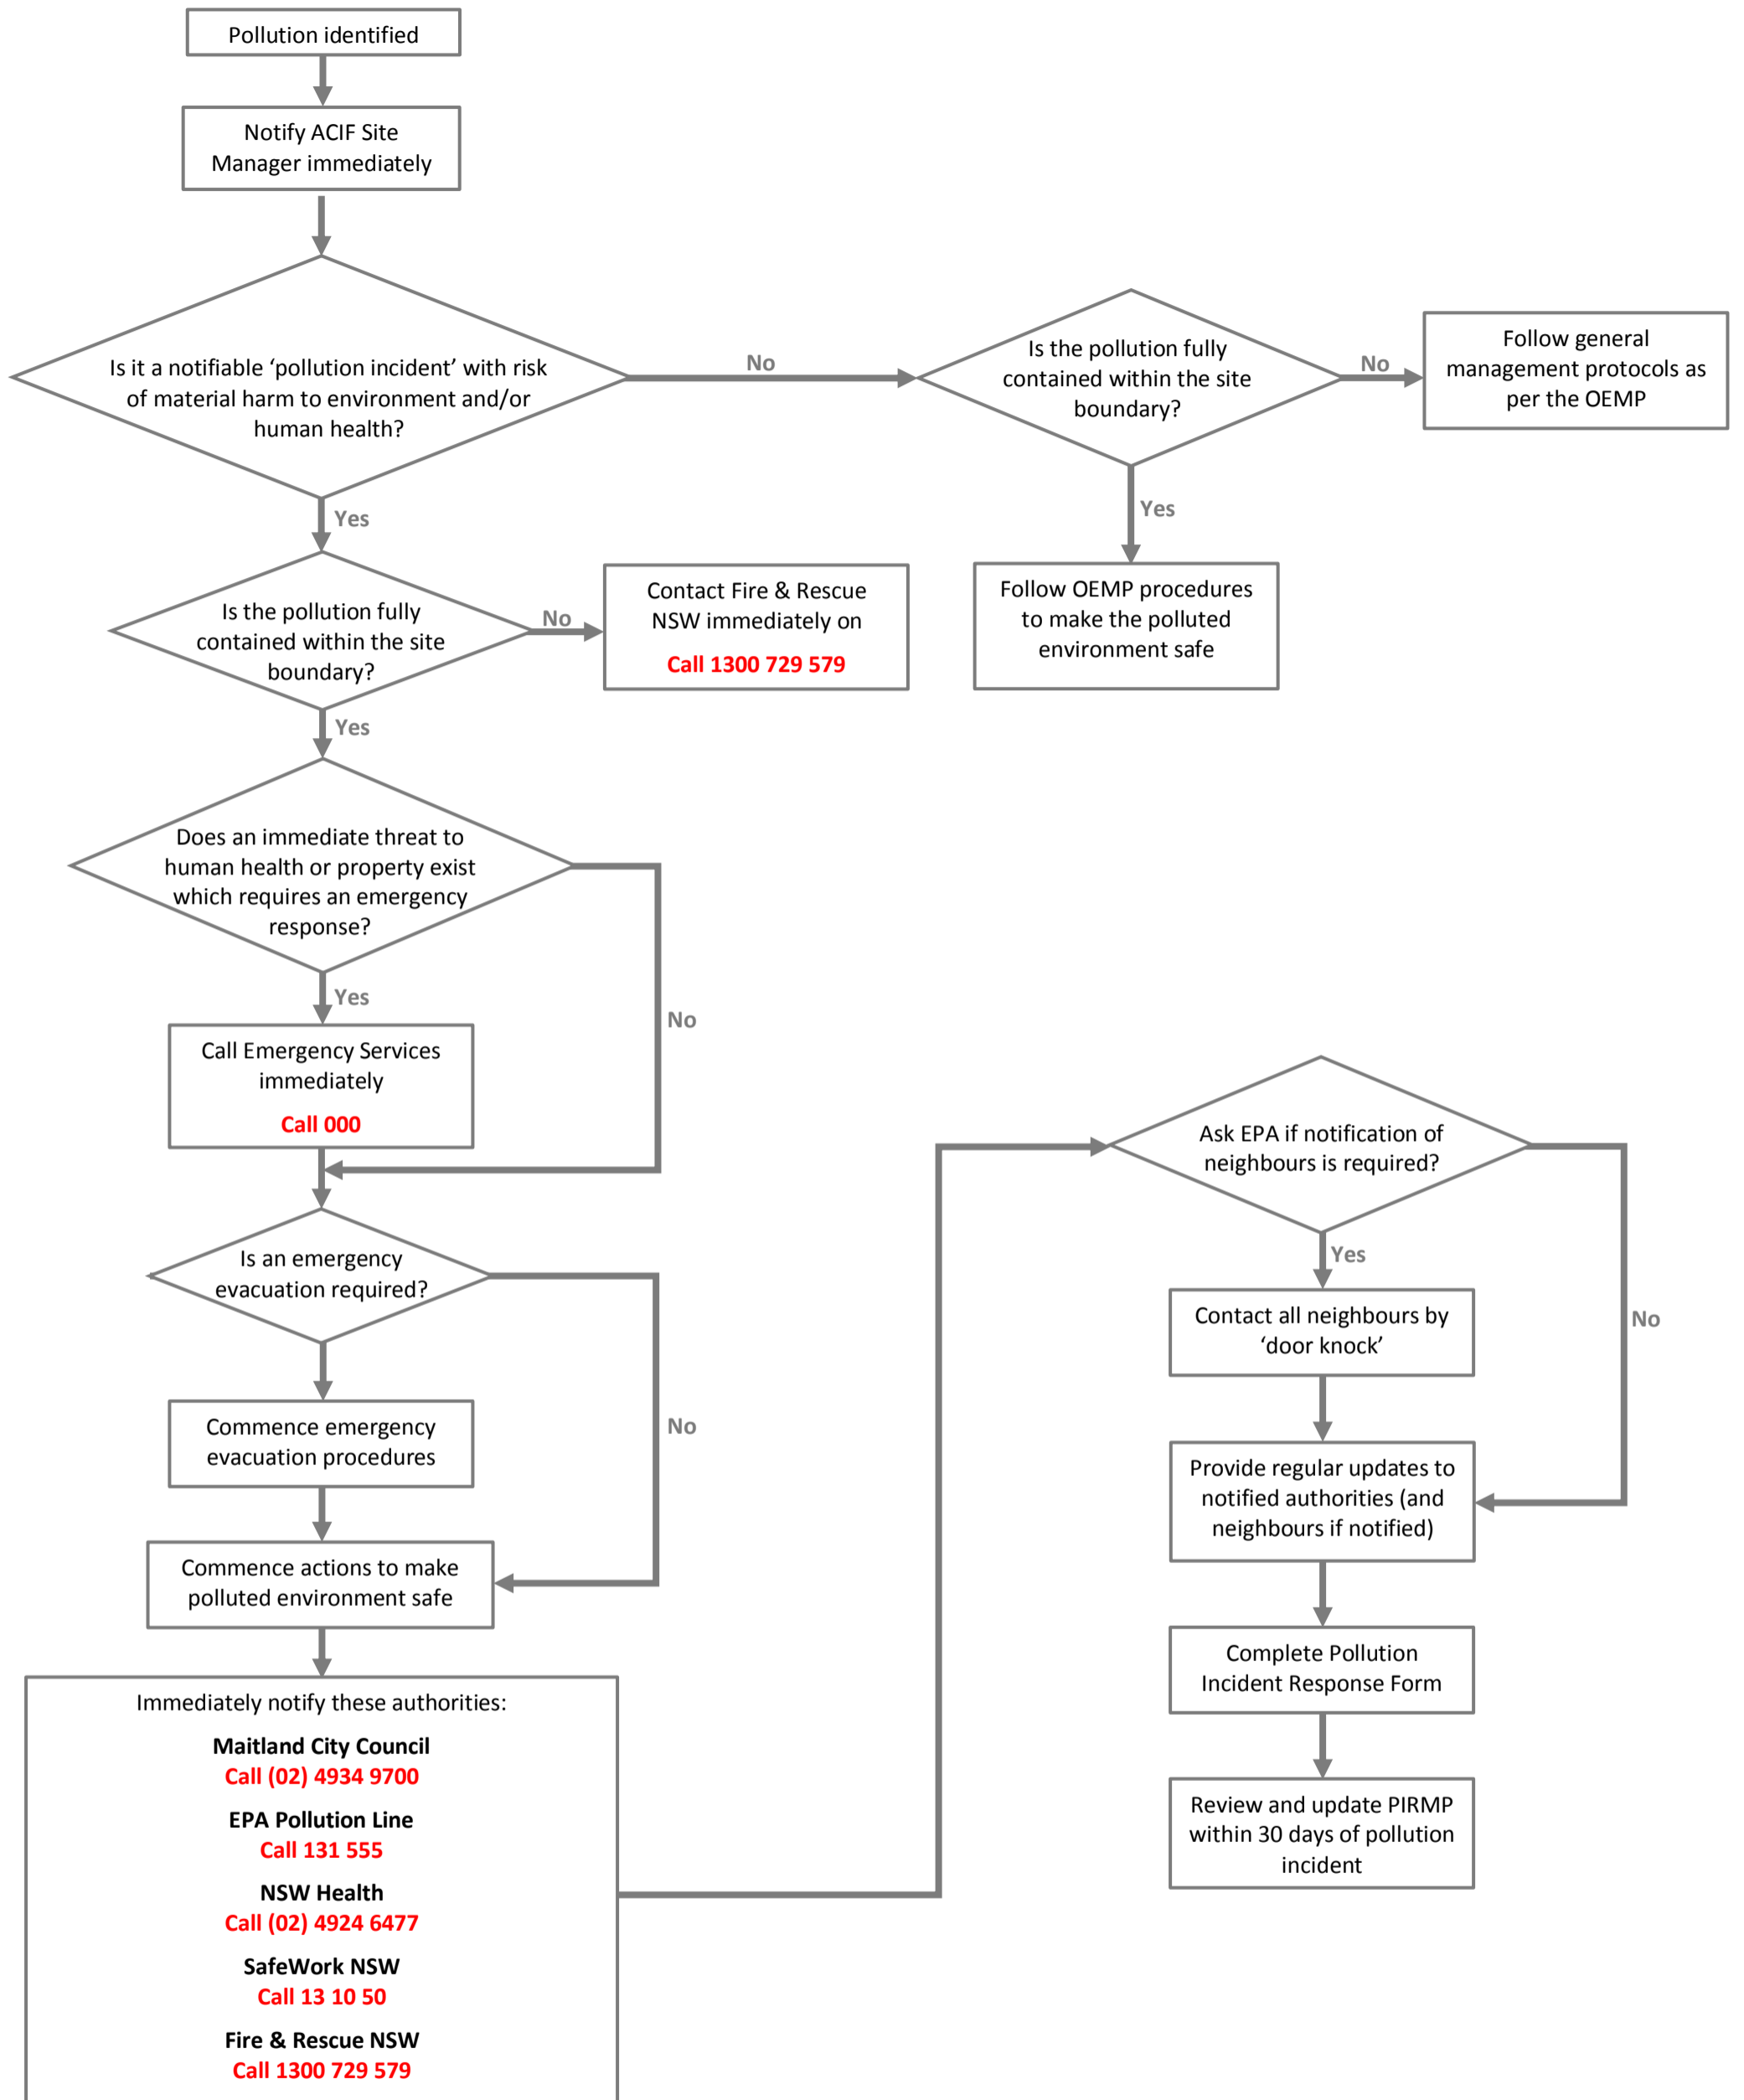 Pollution identified
Notify ACIF Site
Manager immediately
Is it a notifiable ‘pollution incident’ with risk
of material harm to environment and/or
human health?
No
Is the pollution fully
contained within the site
boundary?
No
Follow general
management protocols as
per the OEMP
Yes
Follow OEMP procedures
to make the polluted
environment safe
Yes
Is the pollution fully
contained within the site
boundary?
No
Contact Fire & Rescue
NSW immediately on
Call 1300 729 579
Yes
Does an immediate threat to
human health or property exist
which requires an emergency
response?
No
Yes
Call Emergency Services
immediately
Call 000
Is an emergency
evacuation required?
No
Commence emergency
evacuation procedures
Commence actions to make
polluted environment safe
Immediately notify these authorities:
Maitland City Council
Call (02) 4934 9700
EPA Pollution Line
Call 131 555
NSW Health
Call (02) 4924 6477
SafeWork NSW
Call 13 10 50
Fire & Rescue NSW
Call 1300 729 579
Ask EPA if notification of
neighbours is required?
Yes
No
Contact all neighbours by
‘door knock’
Provide regular updates to
notified authorities (and
neighbours if notified)
Complete Pollution
Incident Response Form
Review and update PIRMP
within 30 days of pollution
incident